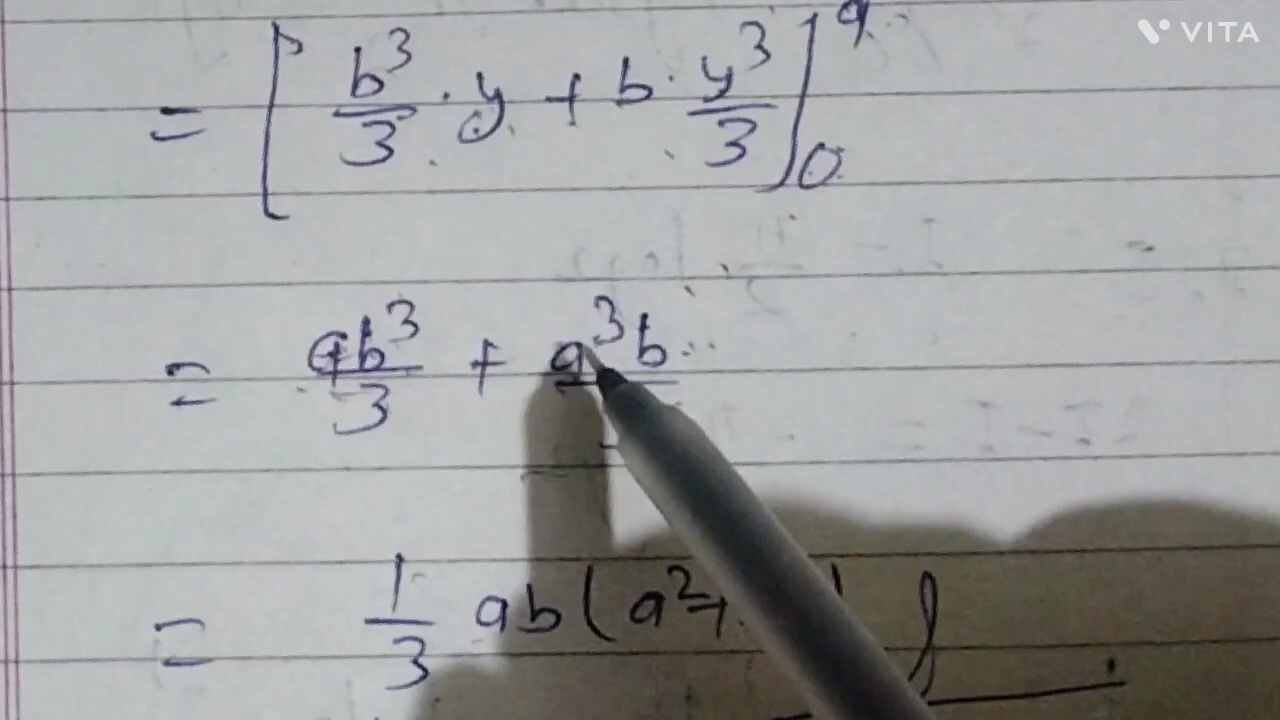 VITA
= [ b³/3 · y + b · y³/3 ]₀ᵃ
= ab³/3 + a³b
= 1/3 ab ( a² +